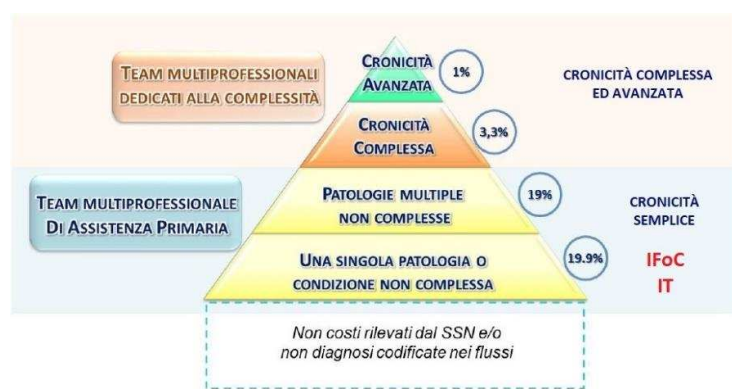 TEAM MULTIPROFESSIONALI
DEDICATI ALLA COMPLESSITÀ
CRONICITÀ
AVANZATA
1%
CRONICITÀ COMPLESSA
ED AVANZATA
CRONICITÀ
COMPLESSA
3,3%
TEAM MULTIPROFESSIONALE
DI ASSISTENZA PRIMARIA
PATOLOGIE MULTIPLE
NON COMPLESSE
19%
CRONICITÀ
SEMPLICE
UNA SINGOLA PATOLOGIA O
CONDIZIONE NON COMPLESSA
19.9%
IFoC
IT
Non costi rilevati dal SSN e/o
non diagnosi codificate nei flussi